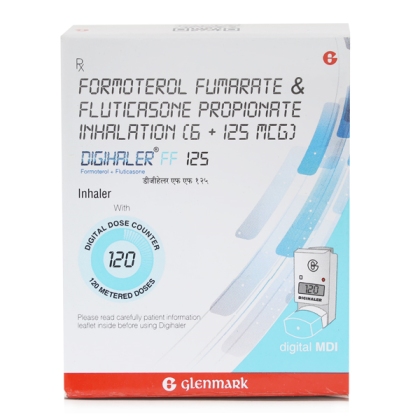 Rx
FORMOTEROL FUMARATE &
FLUTICASONE PROPIONATE
INHALATION (6 + 125 MCG)
DIGIHALER® FF 125
Formoterol + Fluticasone
डीजीहेलर एफ एफ १२५
Inhaler
With
DIGITAL DOSE COUNTER
120
120 METERED DOSES
Please read carefully patient information
leaflet inside before using Digihaler
120
DIGIHALER
digital MDI
glenmark